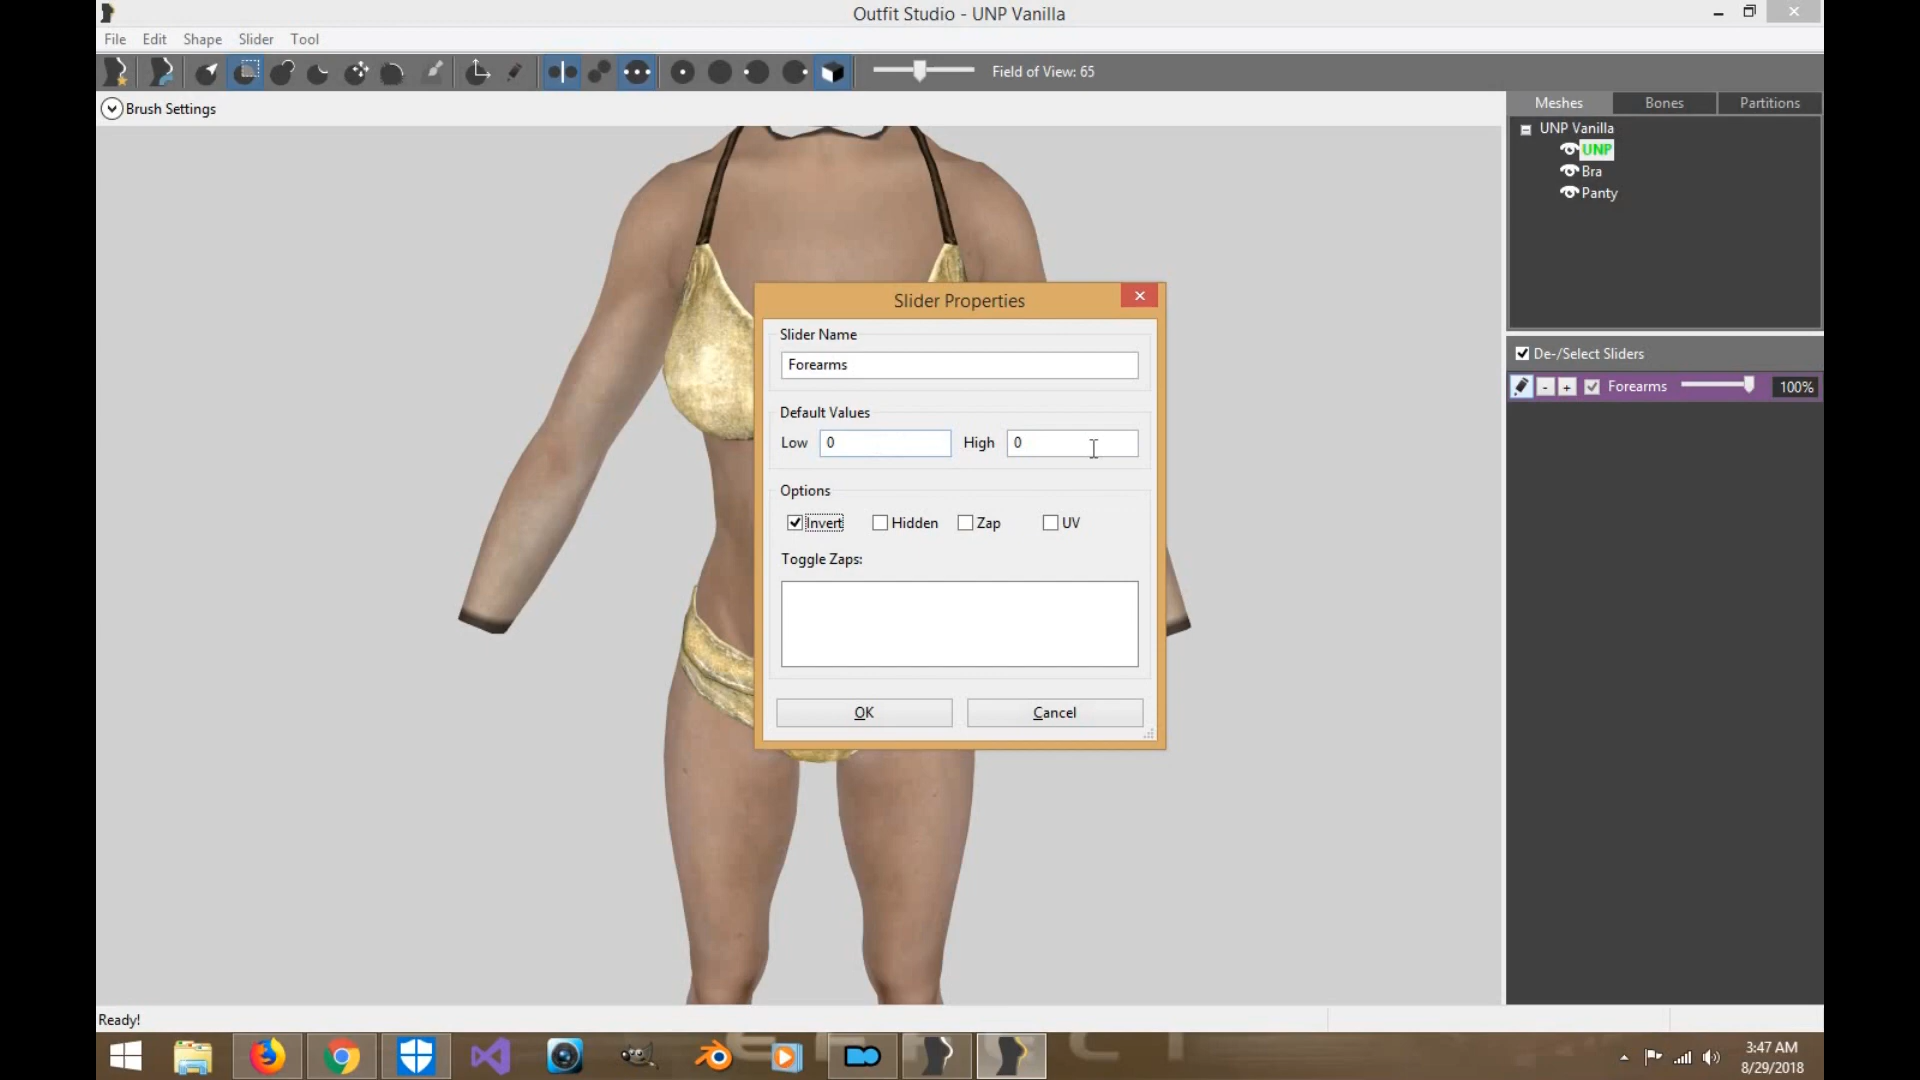 Outfit Studio - UNP Vanilla
File Edit Shape Slider Tool
Field of View: 65
Brush Settings
Meshes Bones Partitions
UNP Vanilla
UNP
Bra
Panty
De-/Select Sliders
- + Forearms 100%
Slider Properties
Slider Name
Forearms
Default Values
Low 0 High 0
Options
Invert Hidden Zap UV
Toggle Zaps:
OK Cancel
Ready!
3:47 AM
8/29/2018